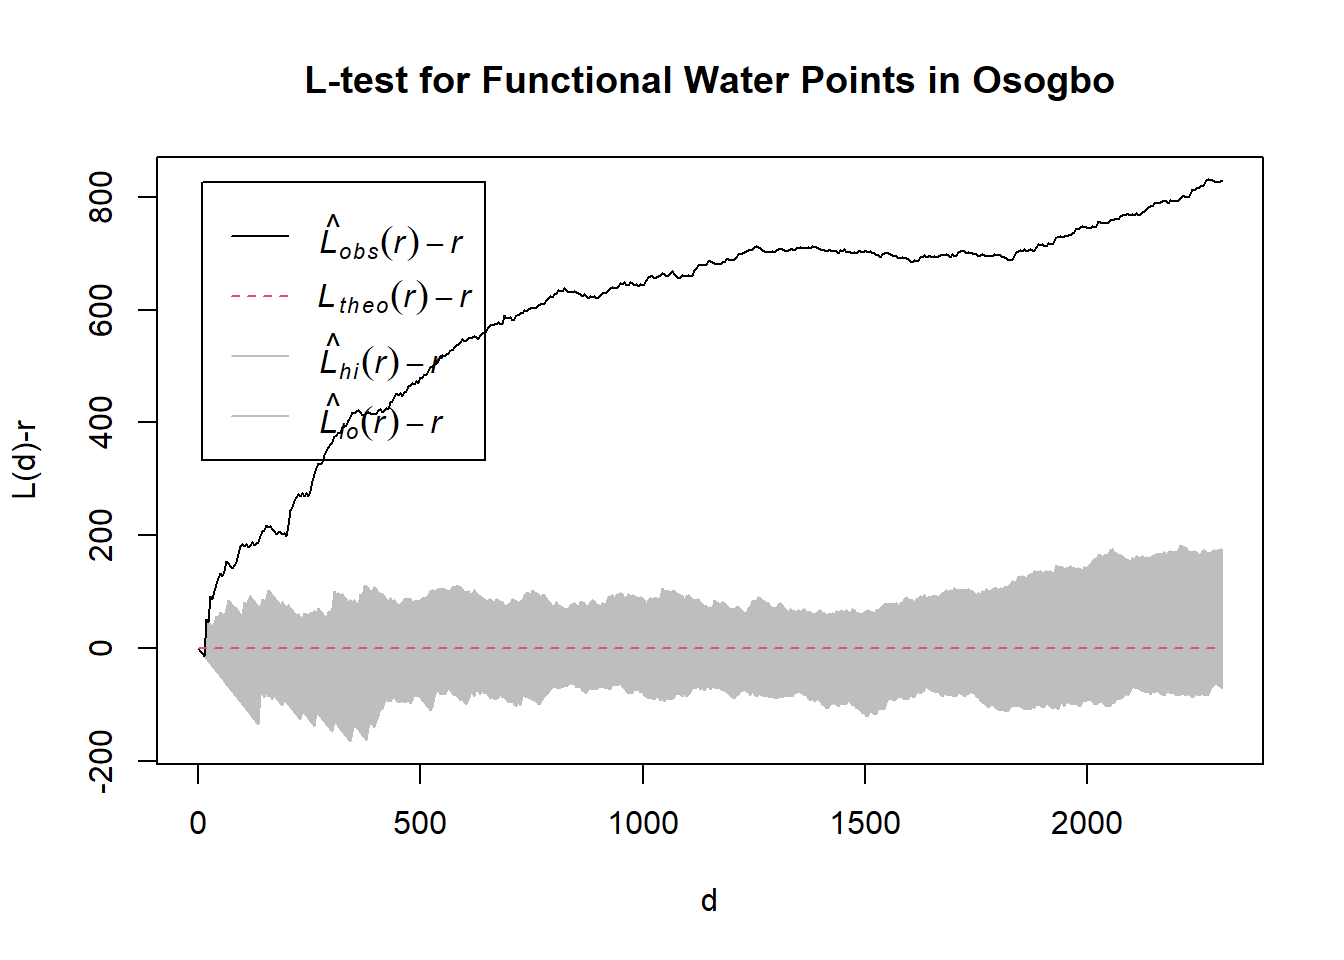 L-test for Functional Water Points in Osogbo
L(d)-r
800
600
400
200
0
-200
L̂obs(r) − r
Ltheo(r) − r
L̂hi(r) − r
L̂lo(r) − r
0 500 1000 1500 2000
d